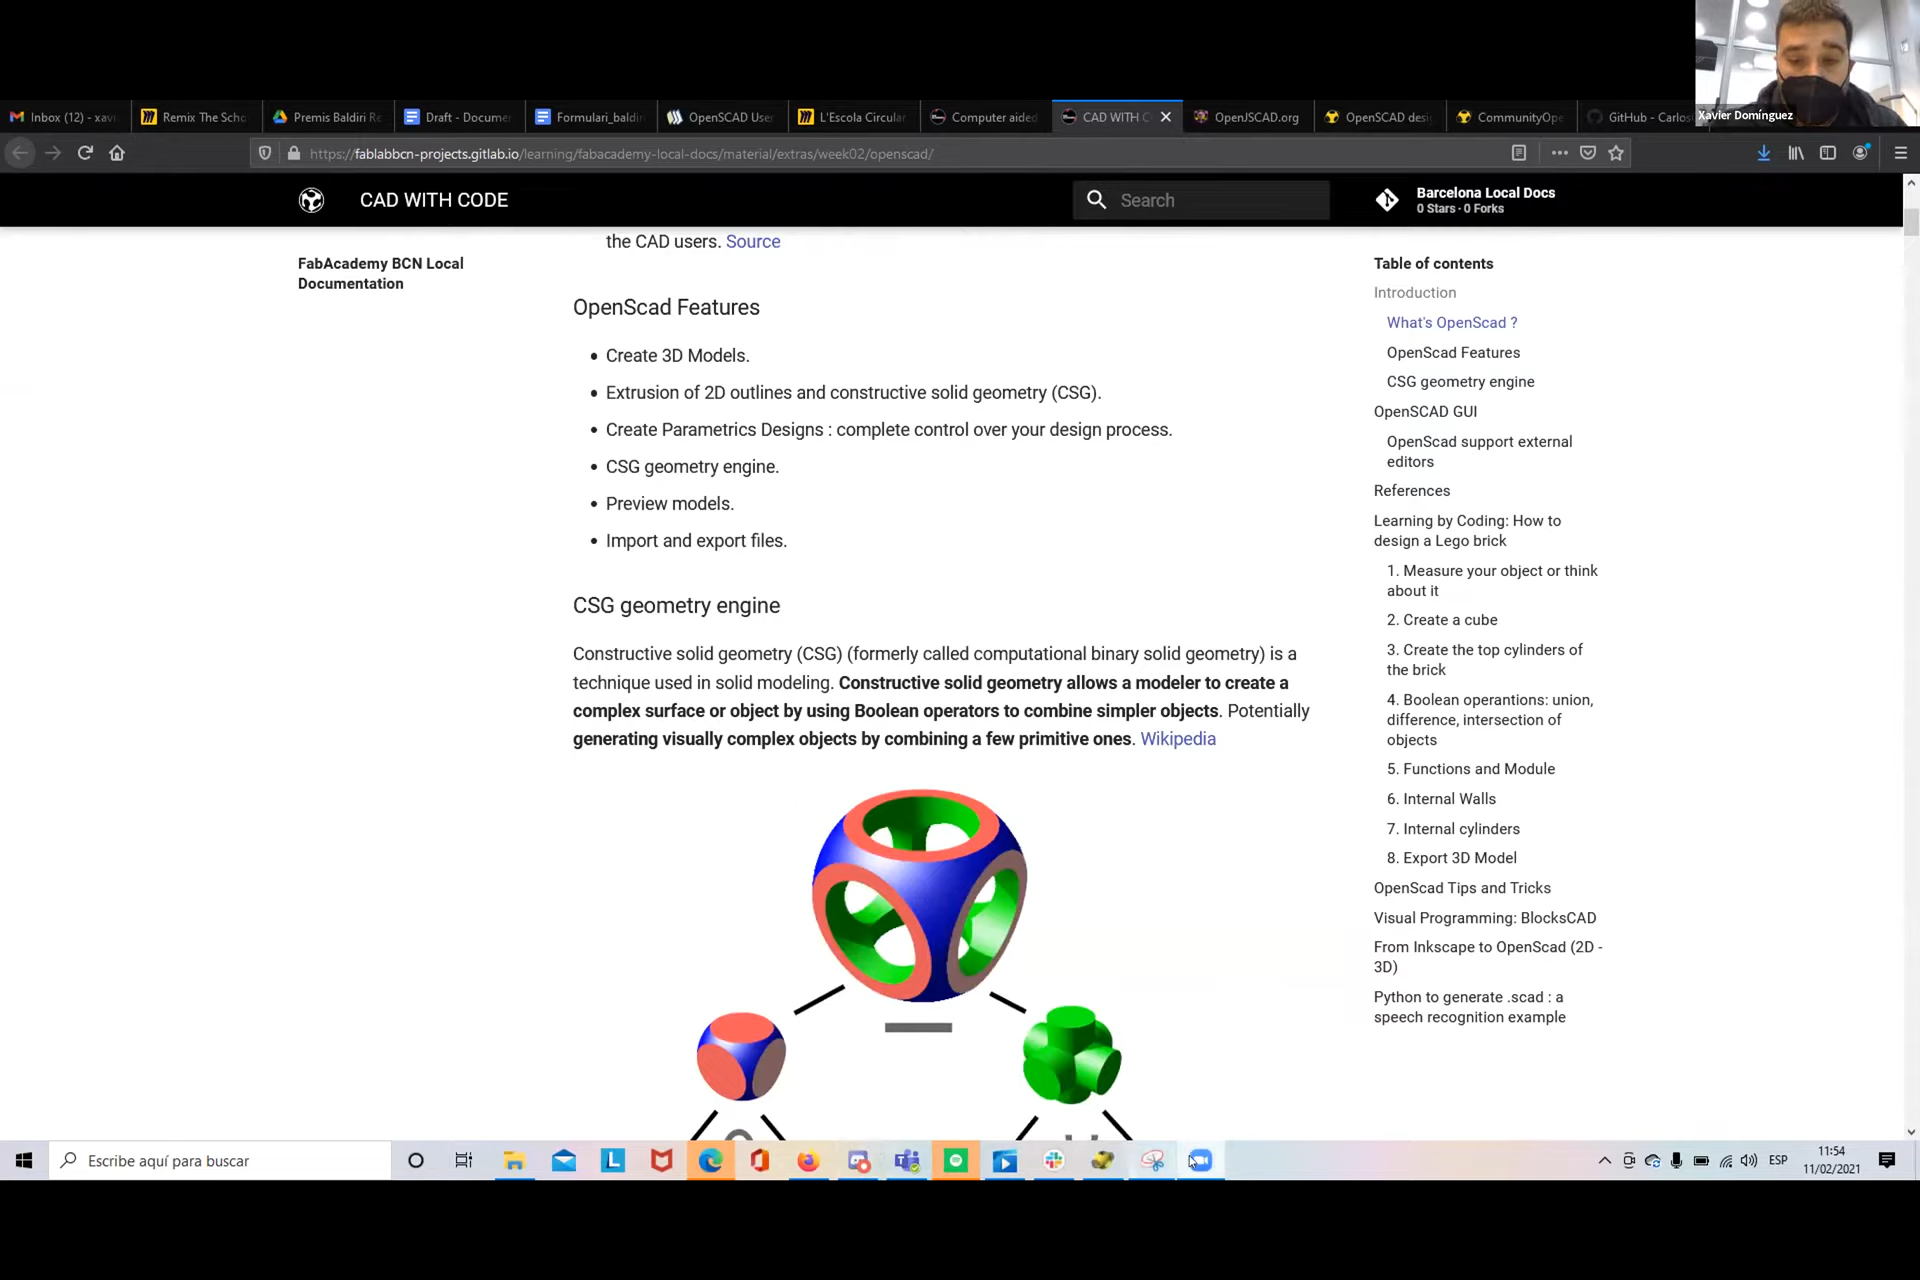 Xavier Domínguez
Inbox (12) - xav
Remix The Scho
Premis Baldiri Re
Draft - Docume
Formulari_baldi
OpenSCAD Use
L'Escola Circular
Computer aided
CAD WITH C
OpenJSCAD.org
OpenSCAD desi
CommunityOpe
GitHub - Carlos
https://fablabbcn-projects.gitlab.io/learning/fabacademy-local-docs/material/extras/week02/openscad/
CAD WITH CODE
Search
Barcelona Local Docs
0 Stars · 0 Forks
FabAcademy BCN Local
Documentation
the CAD users. Source
OpenScad Features
• Create 3D Models.
• Extrusion of 2D outlines and constructive solid geometry (CSG).
• Create Parametrics Designs : complete control over your design process.
• CSG geometry engine.
• Preview models.
• Import and export files.
CSG geometry engine
Constructive solid geometry (CSG) (formerly called computational binary solid geometry) is a
technique used in solid modeling. Constructive solid geometry allows a modeler to create a
complex surface or object by using Boolean operators to combine simpler objects. Potentially
generating visually complex objects by combining a few primitive ones. Wikipedia
Table of contents
Introduction
What's OpenScad ?
OpenScad Features
CSG geometry engine
OpenSCAD GUI
OpenScad support external
editors
References
Learning by Coding: How to
design a Lego brick
1. Measure your object or think
about it
2. Create a cube
3. Create the top cylinders of
the brick
4. Boolean operantions: union,
difference, intersection of
objects
5. Functions and Module
6. Internal Walls
7. Internal cylinders
8. Export 3D Model
OpenScad Tips and Tricks
Visual Programming: BlocksCAD
From Inkscape to OpenScad (2D -
3D)
Python to generate .scad : a
speech recognition example
Escribe aquí para buscar
L
ESP
11:54
11/02/2021